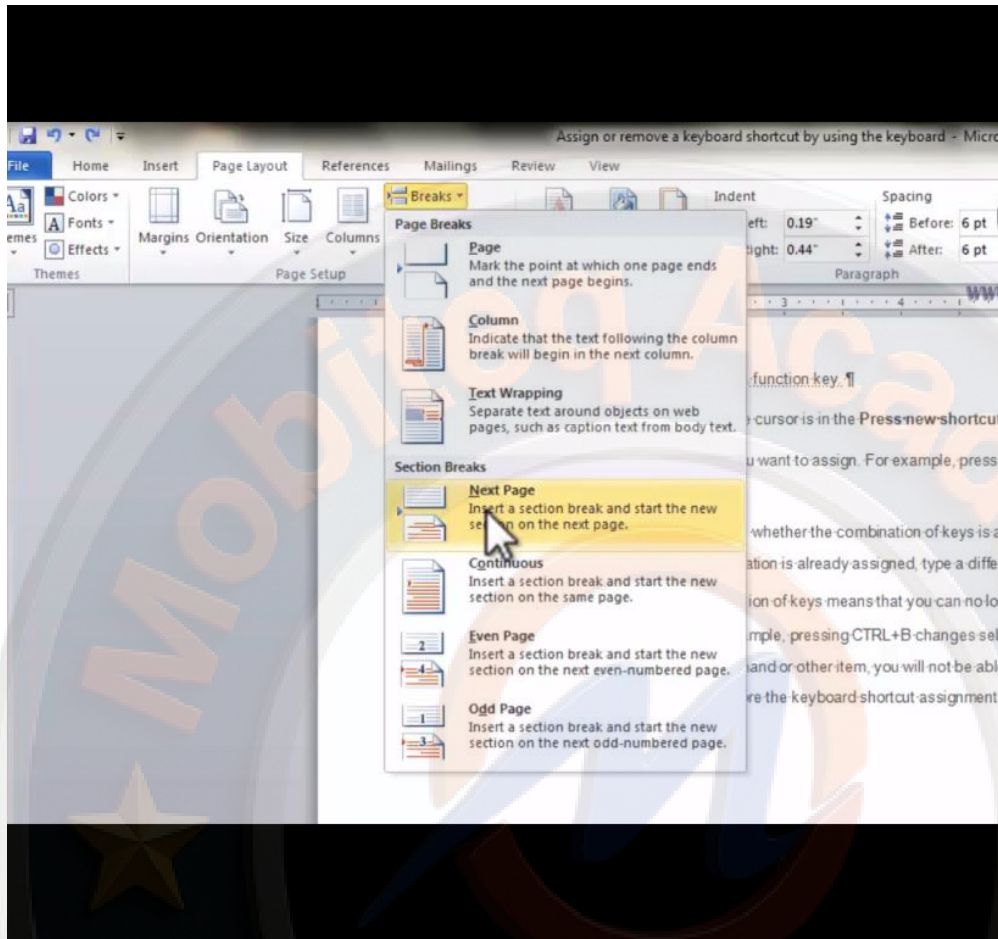 Assign or remove a keyboard shortcut by using the keyboard - Micro
File Home Insert Page Layout References Mailings Review View
Colors
Fonts
Effects
Themes
Margins Orientation Size Columns
Page Setup
Breaks
Indent
0.19"
0.44"
Spacing
Before: 6 pt
After: 6 pt
Paragraph
Page Breaks
Page
Mark the point at which one page ends
and the next page begins.
Column
Indicate that the text following the column
break will begin in the next column.
Text Wrapping
Separate text around objects on web
pages, such as caption text from body text.
Section Breaks
Next Page
Insert a section break and start the new
section on the next page.
Continuous
Insert a section break and start the new
section on the same page.
Even Page
Insert a section break and start the new
section on the next even-numbered page.
Odd Page
Insert a section break and start the new
section on the next odd-numbered page.
3 4
WW
function key. ¶
cursor is in the Press new shortcu
u want to assign. For example, press
whether the combination of keys is a
ation is already assigned, type a diffe
ion of keys means that you can no lo
mple, pressing CTRL+B changes sel
and or other item, you will not be abl
re the keyboard shortcut assignment
Mobiteq Acad